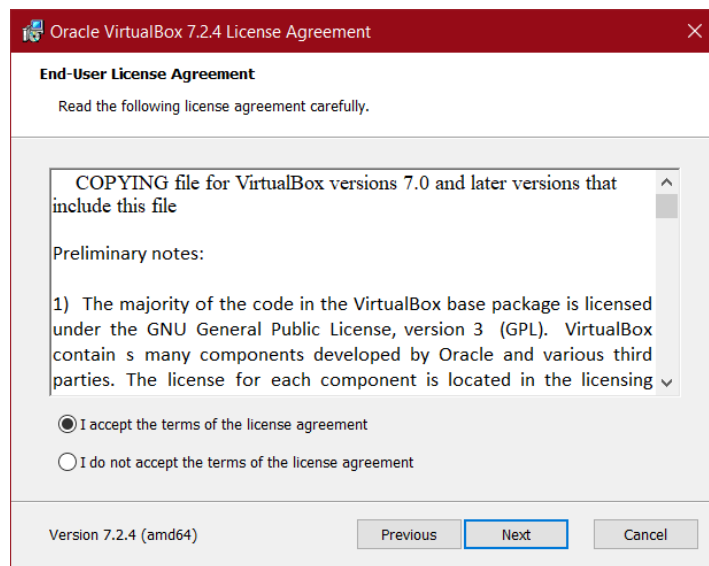 Oracle VirtualBox 7.2.4 License Agreement
End-User License Agreement
Read the following license agreement carefully.
COPYING file for VirtualBox versions 7.0 and later versions that
include this file
Preliminary notes:
1) The majority of the code in the VirtualBox base package is licensed
under the GNU General Public License, version 3 (GPL). VirtualBox
contain s many components developed by Oracle and various third
parties. The license for each component is located in the licensing
I accept the terms of the license agreement
I do not accept the terms of the license agreement
Version 7.2.4 (amd64)
Previous
Next
Cancel